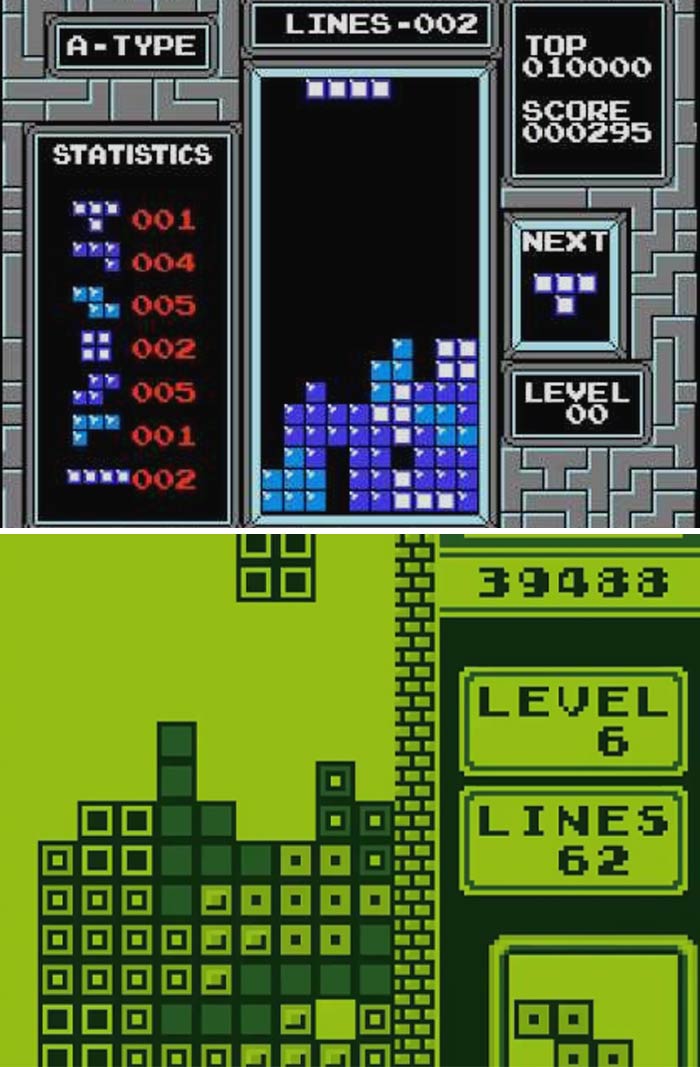 A-TYPE
LINES-002
TOP
010000
SCORE
000295
STATISTICS
001
004
005
002
005
001
002
NEXT
LEVEL
00
39488
LEVEL
6
LINES
62